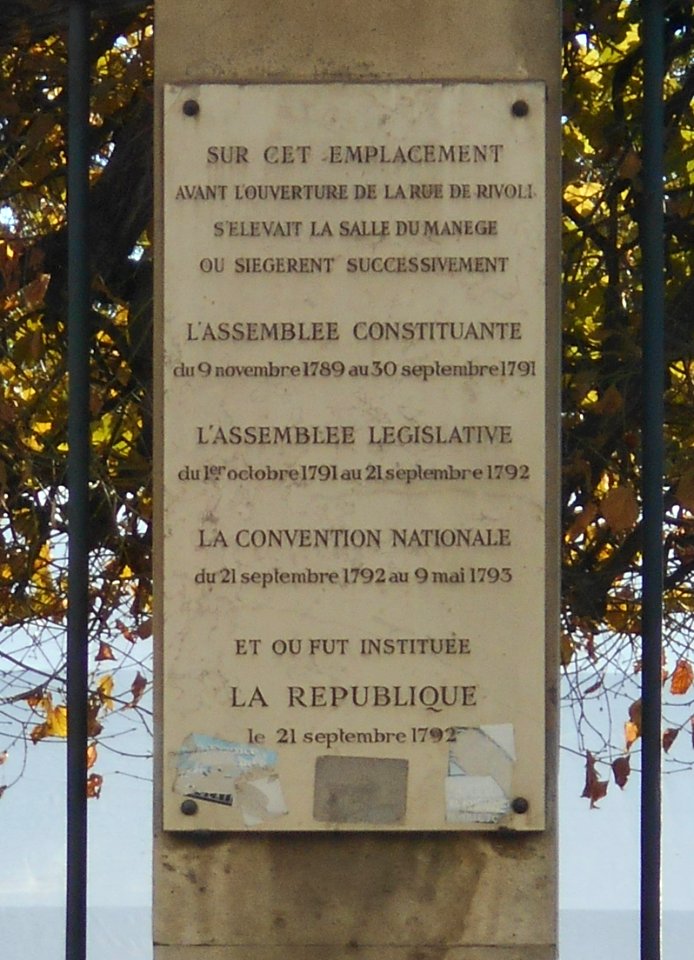 SUR CET EMPLACEMENT
AVANT L'OUVERTURE DE LA RUE DE RIVOLI
S'ELEVAIT LA SALLE DU MANEGE
OU SIEGERENT SUCCESSIVEMENT
L'ASSEMBLEE CONSTITUANTE
du 9 novembre 1789 au 30 septembre 1791
L'ASSEMBLEE LEGISLATIVE
du 1er octobre 1791 au 21 septembre 1792
LA CONVENTION NATIONALE
du 21 septembre 1792 au 9 mai 1793
ET OU FUT INSTITUÉE
LA REPUBLIQUE
le 21 septembre 1792